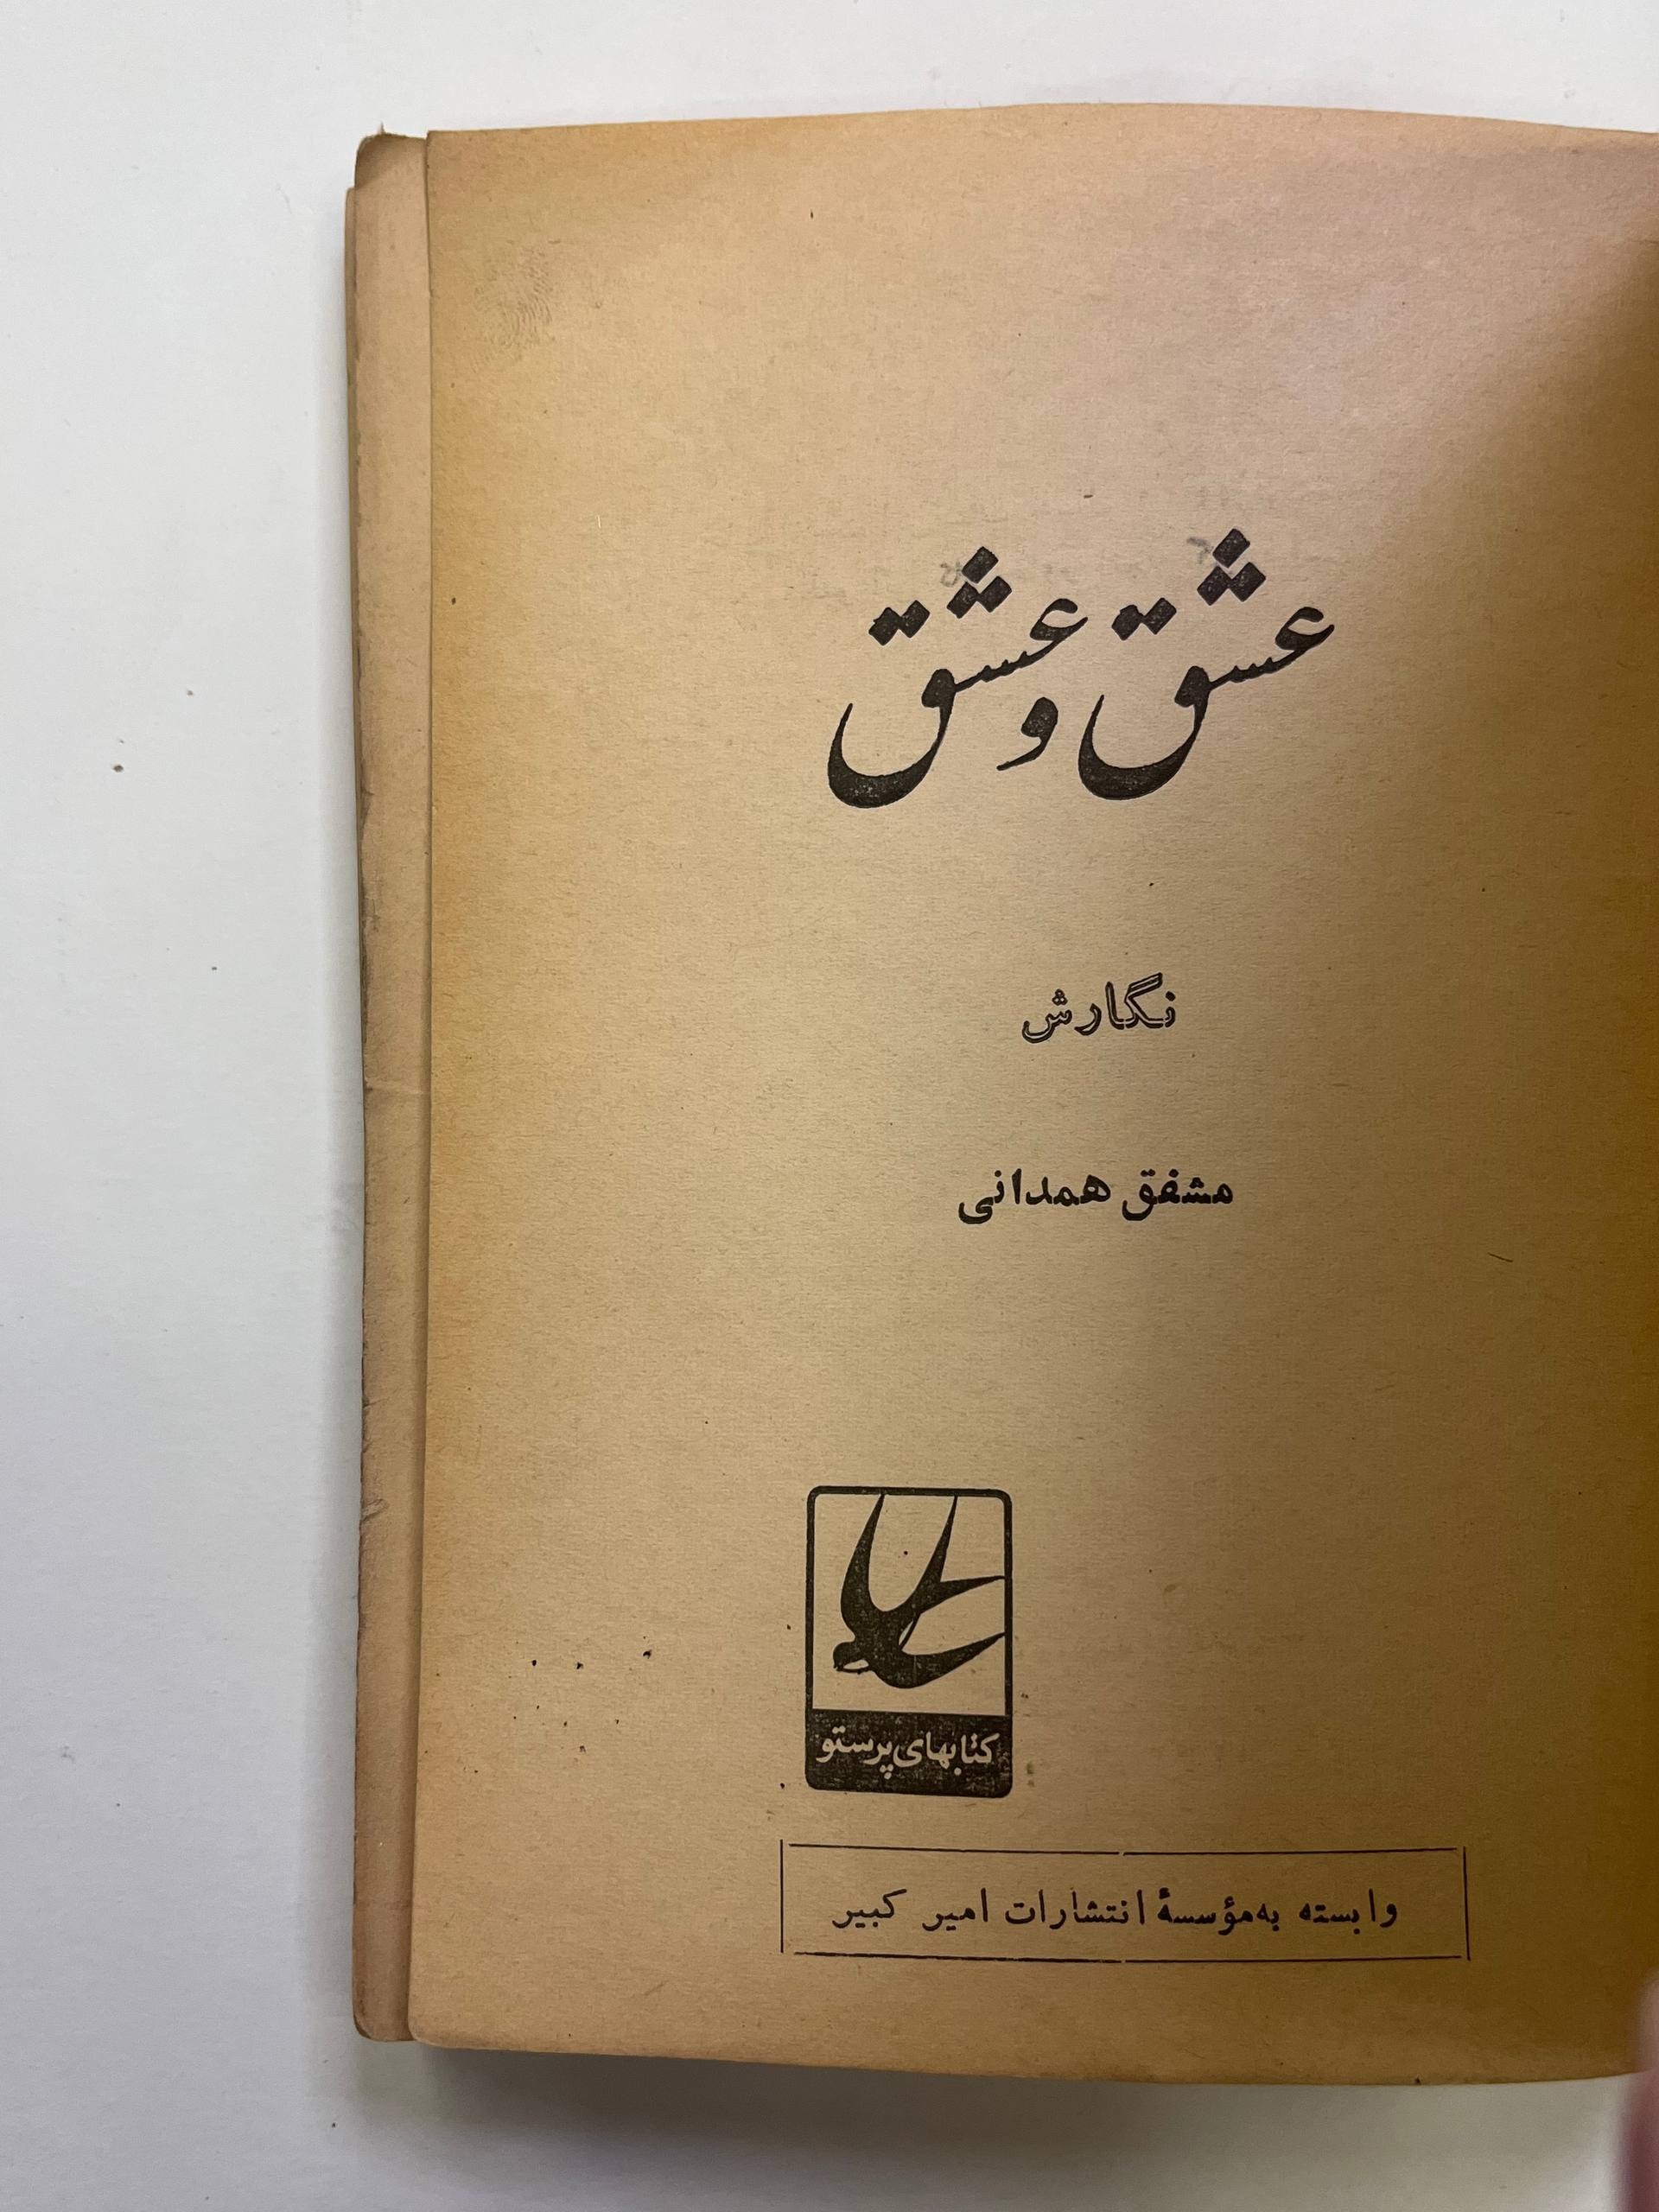 عشق و عشق
نگارش
مشفق همدانی
کتابهای پرستو
وابسته به مؤسسهٔ انتشارات امیر کبیر